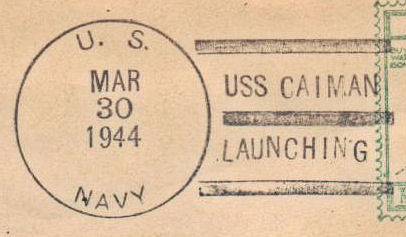 U. S.
MAR
30
1944
NAVY
USS CAIMAN
LAUNCHING